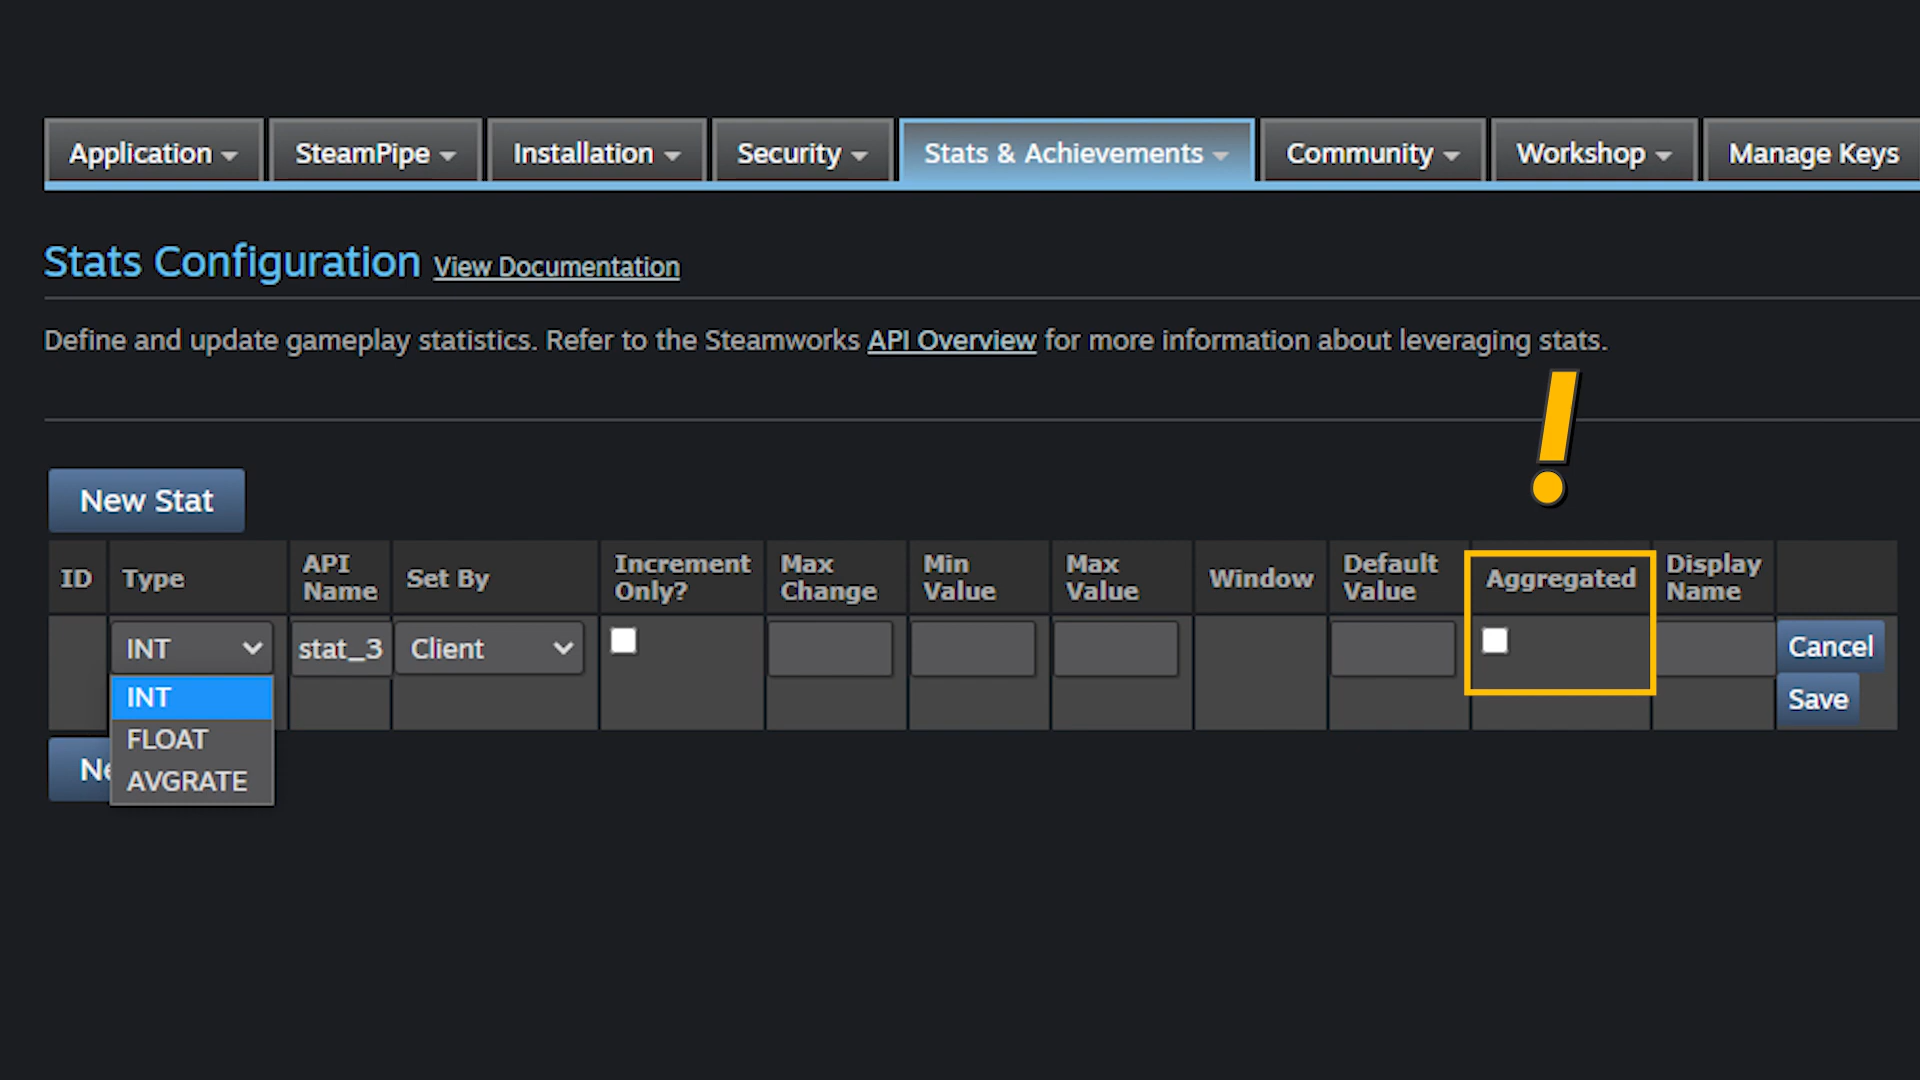 Application
SteamPipe
Installation
Security
Stats & Achievements
Community
Workshop
Manage Keys
Stats Configuration View Documentation
Define and update gameplay statistics. Refer to the Steamworks API Overview for more information about leveraging stats.
!
New Stat
ID
Type
API
Name
Set By
Increment
Only?
Max
Change
Min
Value
Max
Value
Window
Default
Value
Aggregated
Display
Name
INT
stat_3
Client
Cancel
Save
INT
FLOAT
AVGRATE